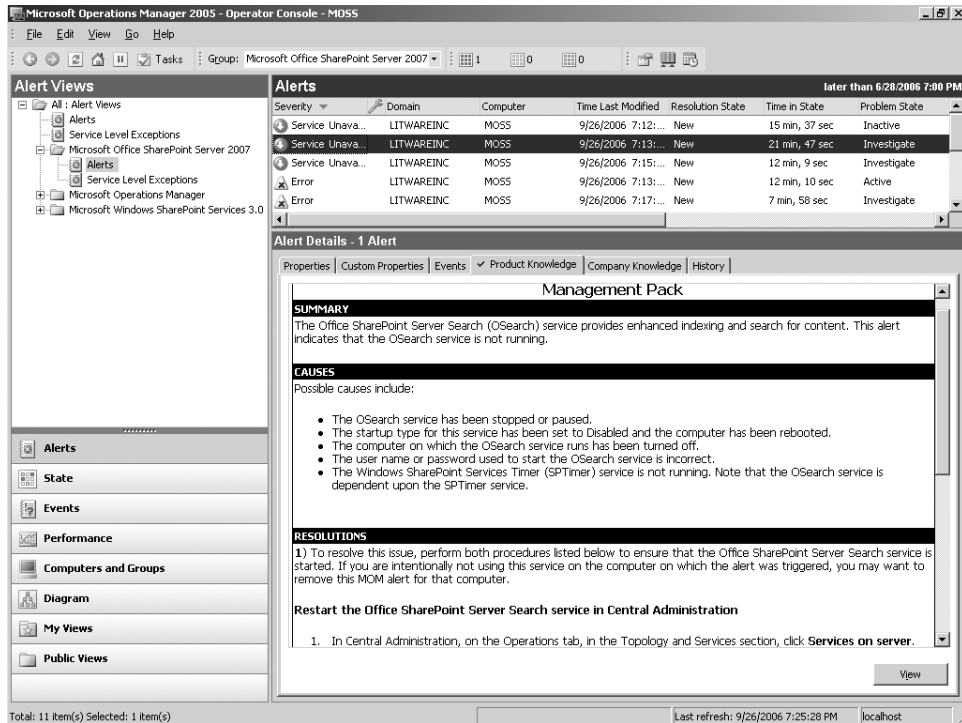 Microsoft Operations Manager 2005 - Operator Console - MOSS
File Edit View Go Help
Tasks Group: Microsoft Office SharePoint Server 2007 1 0 0
Alert Views
All : Alert Views
Alerts
Service Level Exceptions
Microsoft Office SharePoint Server 2007
Alerts
Service Level Exceptions
Microsoft Operations Manager
Microsoft Windows SharePoint Services 3.0
Alerts
State
Events
Performance
Computers and Groups
Diagram
My Views
Public Views
Alerts later than 6/28/2006 7:00 PM
Severity Domain Computer Time Last Modified Resolution State Time in State Problem State
Service Unava... LITWAREINC MOSS 9/26/2006 7:12:... New 15 min, 37 sec Inactive
Service Unava... LITWAREINC MOSS 9/26/2006 7:13:... New 21 min, 47 sec Investigate
Service Unava... LITWAREINC MOSS 9/26/2006 7:15:... New 12 min, 9 sec Investigate
Error LITWAREINC MOSS 9/26/2006 7:13:... New 12 min, 10 sec Active
Error LITWAREINC MOSS 9/26/2006 7:17:... New 7 min, 58 sec Investigate
Alert Details - 1 Alert
Properties Custom Properties Events Product Knowledge Company Knowledge History
Management Pack
SUMMARY
The Office SharePoint Server Search (OSearch) service provides enhanced indexing and search for content. This alert
indicates that the OSearch service is not running.
CAUSES
Possible causes include:
• The OSearch service has been stopped or paused.
• The startup type for this service has been set to Disabled and the computer has been rebooted.
• The computer on which the OSearch service runs has been turned off.
• The user name or password used to start the OSearch service is incorrect.
• The Windows SharePoint Services Timer (SPTimer) service is not running. Note that the OSearch service is
dependent upon the SPTimer service.
RESOLUTIONS
1) To resolve this issue, perform both procedures listed below to ensure that the Office SharePoint Server Search service is
started. If you are intentionally not using this service on the computer on which the alert was triggered, you may want to
remove this MOM alert for that computer.
Restart the Office SharePoint Server Search service in Central Administration
1. In Central Administration, on the Operations tab, in the Topology and Services section, click Services on server.
View
Total: 11 item(s) Selected: 1 item(s) Last refresh: 9/26/2006 7:25:28 PM localhost